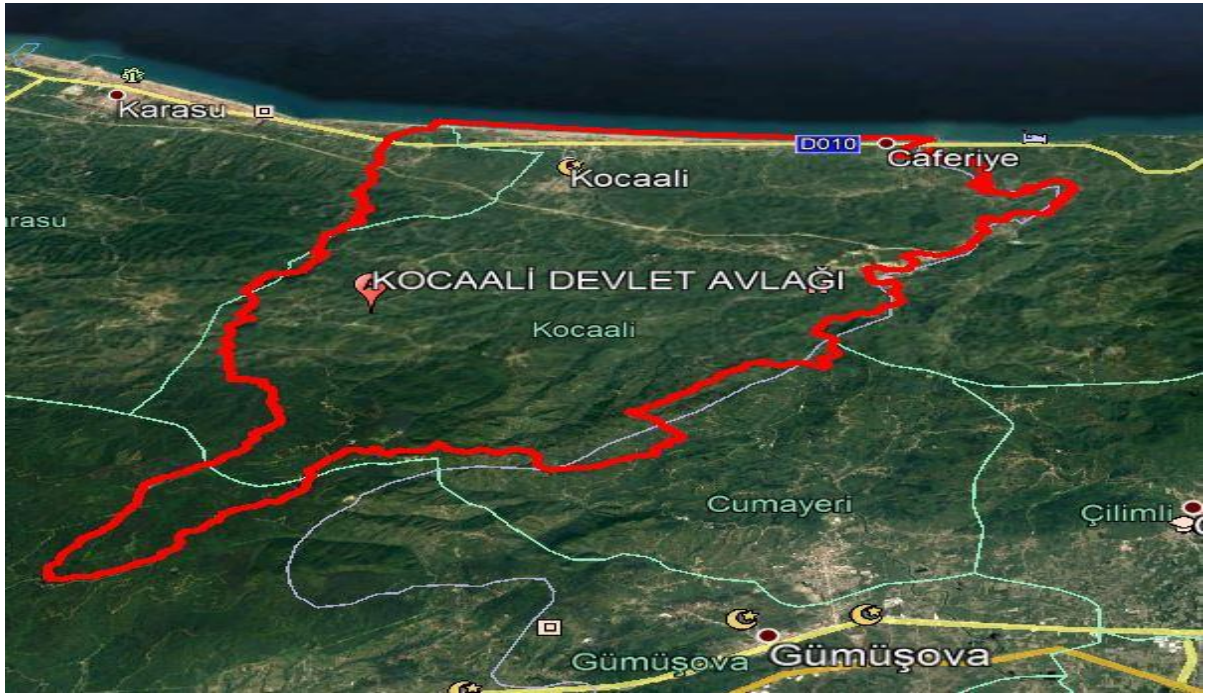 Karasu
D010
Caferiye
Kocaali
arasu
KOCAALİ DEVLET AVLAĞI
Kocaali
Cumayeri
Çilimli
Gümüşova
Gümüşova